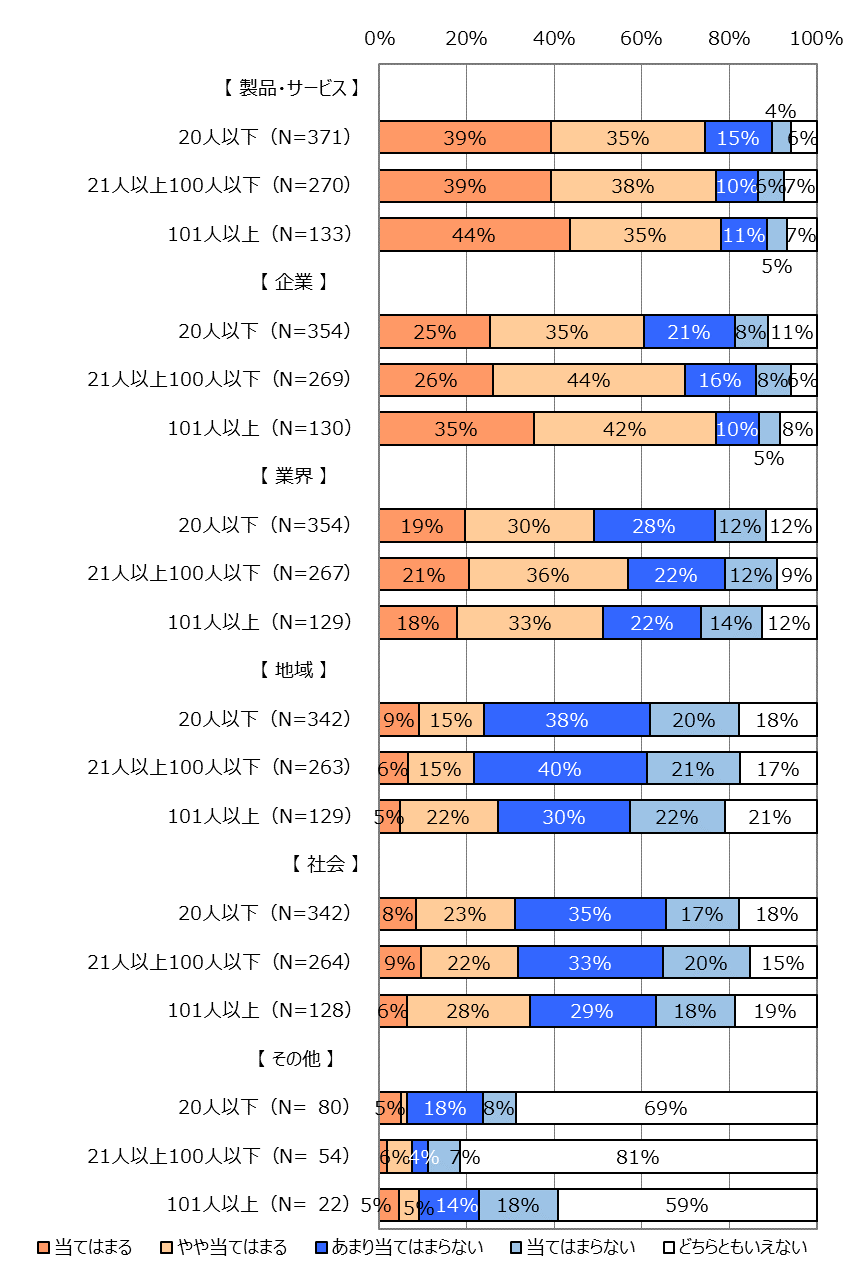 0% 20% 40% 60% 80% 100%
【 製品・サービス 】
4%
20人以下（N=371） 39% 35% 15% 6%
21人以上100人以下（N=270） 39% 38% 10% 6% 7%
101人以上（N=133） 44% 35% 11% 7%
5%
【 企業 】
20人以下（N=354） 25% 35% 21% 8% 11%
21人以上100人以下（N=269） 26% 44% 16% 8% 6%
101人以上（N=130） 35% 42% 10% 8%
5%
【 業界 】
20人以下（N=354） 19% 30% 28% 12% 12%
21人以上100人以下（N=267） 21% 36% 22% 12% 9%
101人以上（N=129） 18% 33% 22% 14% 12%
【 地域 】
20人以下（N=342） 9% 15% 38% 20% 18%
21人以上100人以下（N=263） 6% 15% 40% 21% 17%
101人以上（N=129） 5% 22% 30% 22% 21%
【 社会 】
20人以下（N=342） 8% 23% 35% 17% 18%
21人以上100人以下（N=264） 9% 22% 33% 20% 15%
101人以上（N=128） 6% 28% 29% 18% 19%
【 その他 】
20人以下（N= 80） 5% 18% 8% 69%
21人以上100人以下（N= 54） 6% 4% 7% 81%
101人以上（N= 22） 5% 5% 14% 18% 59%
当てはまる やや当てはまる あまり当てはまらない 当てはまらない どちらともいえない